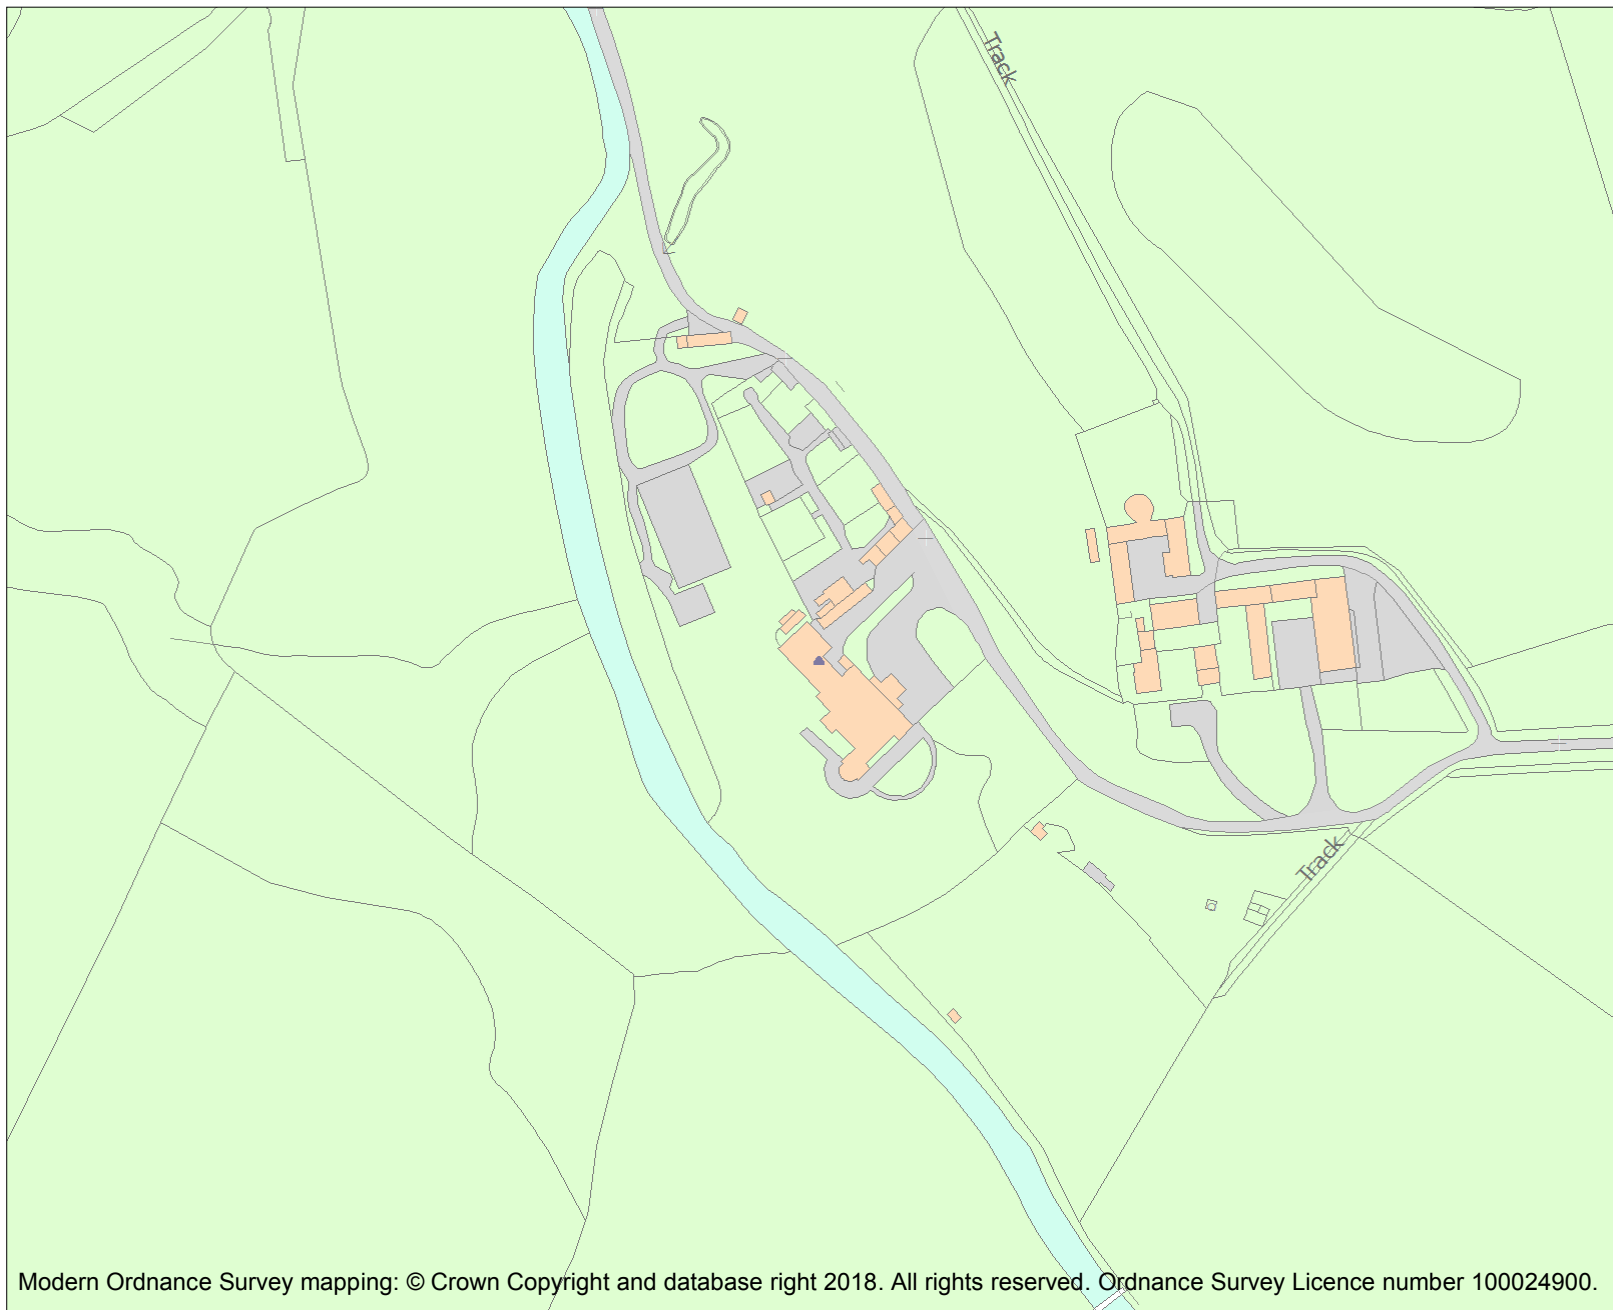 Track
Track
Modern Ordnance Survey mapping: © Crown Copyright and database right 2018. All rights reserved. Ordnance Survey Licence number 100024900.